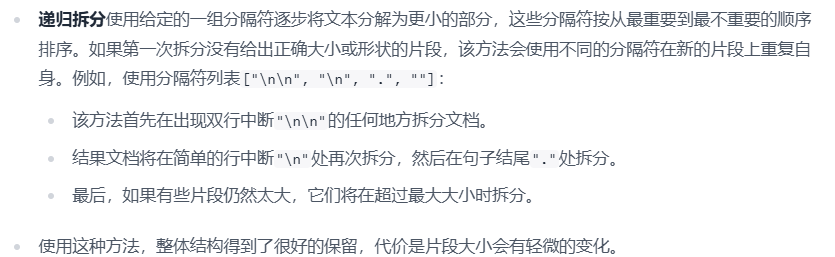 递归拆分使用给定的一组分隔符逐步将文本分解为更小的部分，这些分隔符按从最重要到最不重要的顺序
排序。如果第一次拆分没有给出正确大小或形状的片段，该方法会使用不同的分隔符在新的片段上重复自
身。例如，使用分隔符列表["\n\n", "\n", ".", ""]：
该方法首先在出现双行中断"\n\n"的任何地方拆分文档。
结果文档将在简单的行中断"\n"处再次拆分，然后在句子结尾"."处拆分。
最后，如果有些片段仍然太大，它们将在超过最大大小时拆分。
使用这种方法，整体结构得到了很好的保留，代价是片段大小会有轻微的变化。